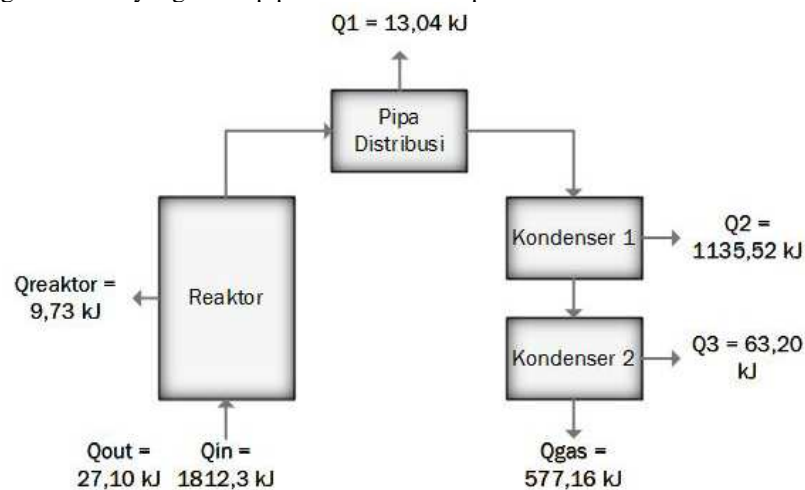 Q1 = 13,04 kJ
Pipa
Distribusi
Kondenser 1
Q2 =
1135,52 kJ
Qreaktor =
9,73 kJ
Reaktor
Kondenser 2
Q3 = 63,20
kJ
Qout =
27,10 kJ
Qin =
1812,3 kJ
Qgas =
577,16 kJ